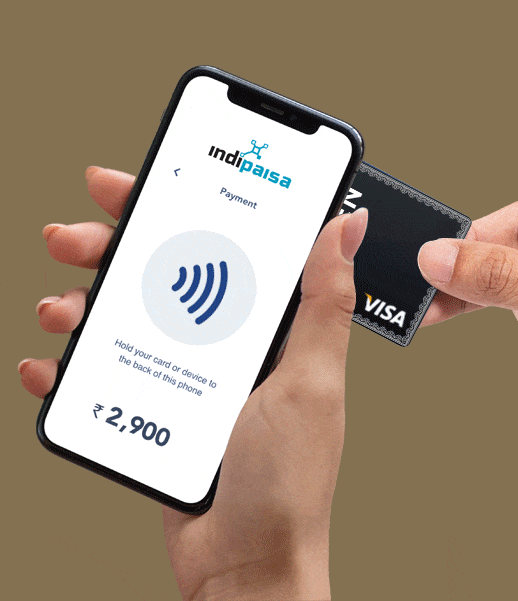 indipaisa
Payment
Hold your card or device to
the back of this phone
₹ 2,900
VISA